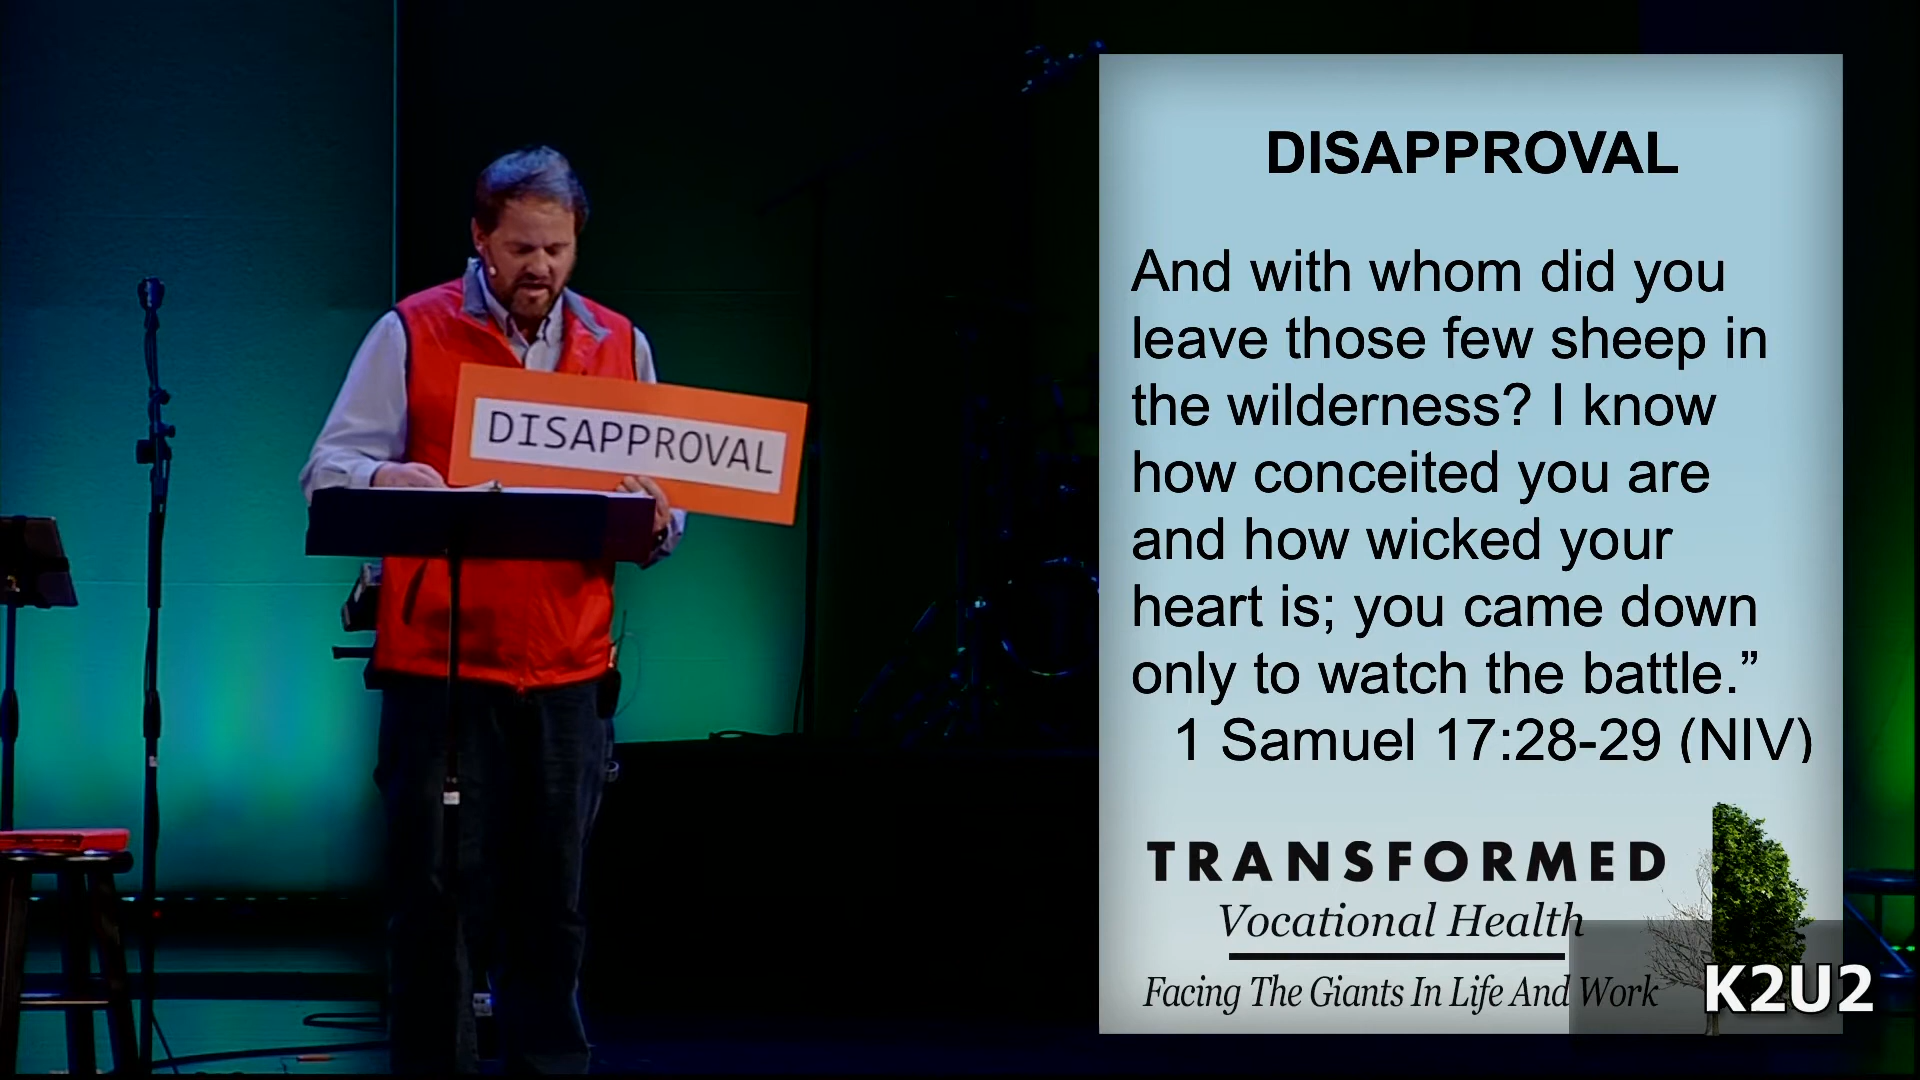 DISAPPROVAL
DISAPPROVAL
And with whom did you
leave those few sheep in
the wilderness? I know
how conceited you are
and how wicked your
heart is; you came down
only to watch the battle.”
1 Samuel 17:28-29 (NIV)
TRANSFORMED
Vocational Health
Facing The Giants In Life And Work
K2U2